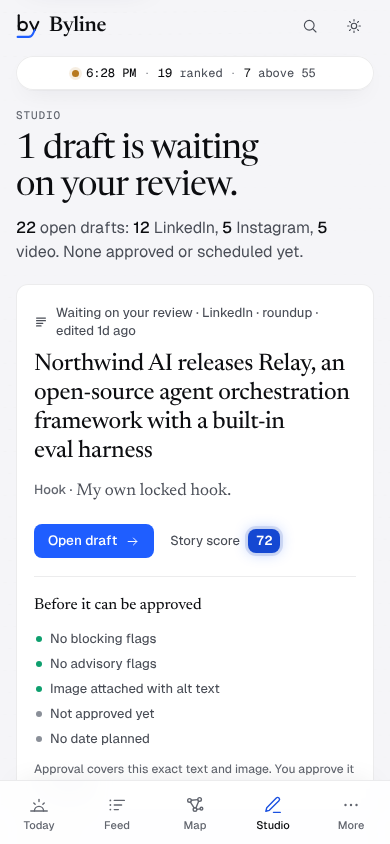 by Byline
6:28 PM · 19 ranked · 7 above 55
STUDIO
1 draft is waiting
on your review.
22 open drafts: 12 LinkedIn, 5 Instagram, 5
video. None approved or scheduled yet.
Waiting on your review · LinkedIn · roundup ·
edited 1d ago
Northwind AI releases Relay, an
open-source agent orchestration
framework with a built-in
eval harness
Hook · My own locked hook.
Open draft → Story score 72
Before it can be approved
No blocking flags
No advisory flags
Image attached with alt text
Not approved yet
No date planned
Approval covers this exact text and image. You approve it
Today Feed Map Studio More